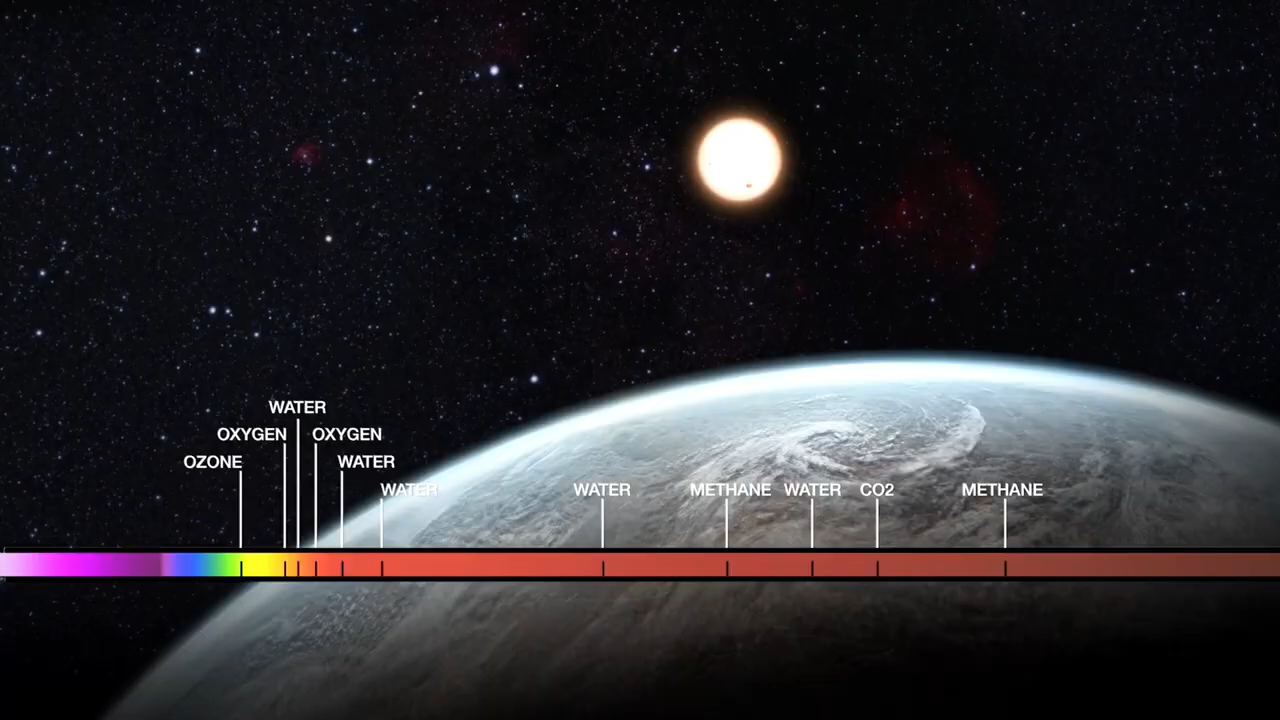 WATER
OXYGEN OXYGEN
OZONE WATER
WATER WATER METHANE WATER CO2 METHANE